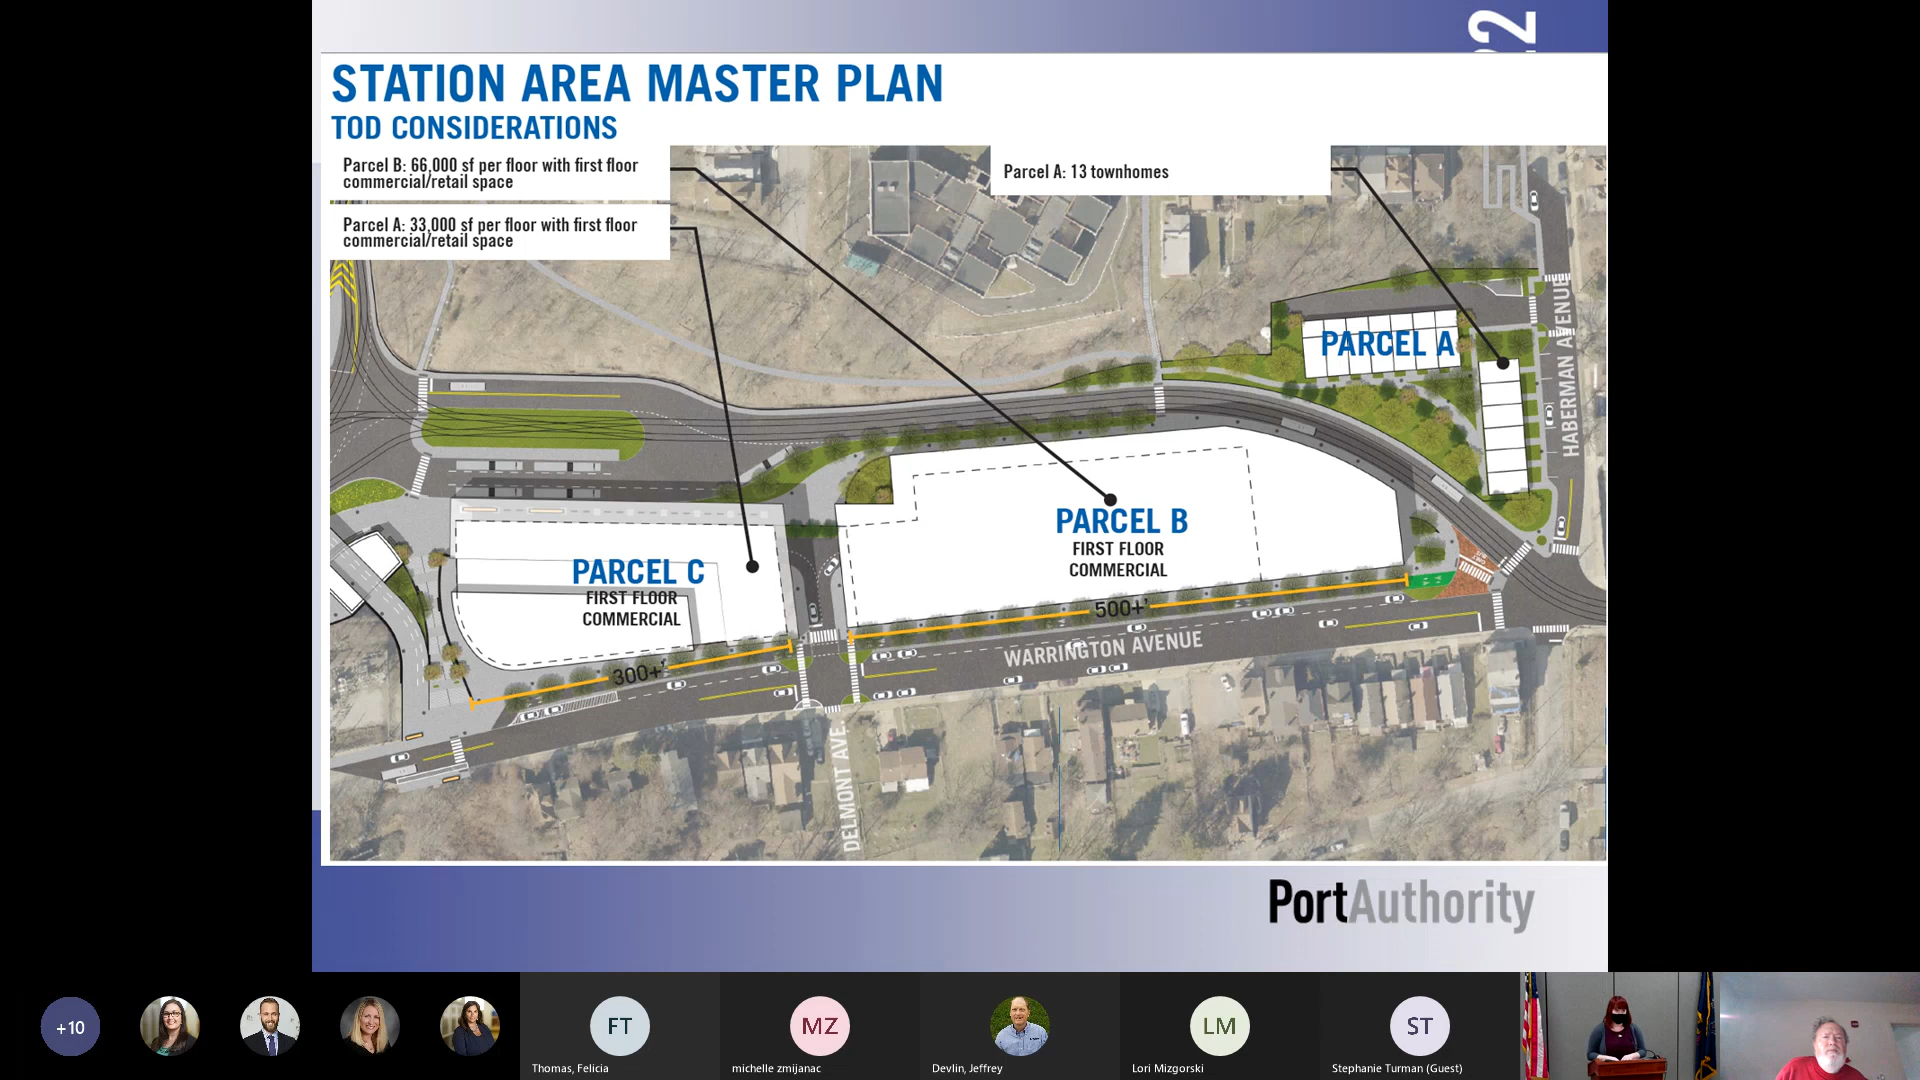 22
STATION AREA MASTER PLAN
TOD CONSIDERATIONS
Parcel B: 66,000 sf per floor with first floor
commercial/retail space
Parcel A: 33,000 sf per floor with first floor
commercial/retail space
Parcel A: 13 townhomes
PARCEL A
HABERMAN AVENUE
PARCEL B
FIRST FLOOR
COMMERCIAL
500+'
PARCEL C
FIRST FLOOR
COMMERCIAL
300+'
WARRINGTON AVENUE
DELMONT AVE.
PortAuthority
+10
FT
Thomas, Felicia
MZ
michelle zmijanac
Devlin, Jeffrey
LM
Lori Mizgorski
ST
Stephanie Turman (Guest)